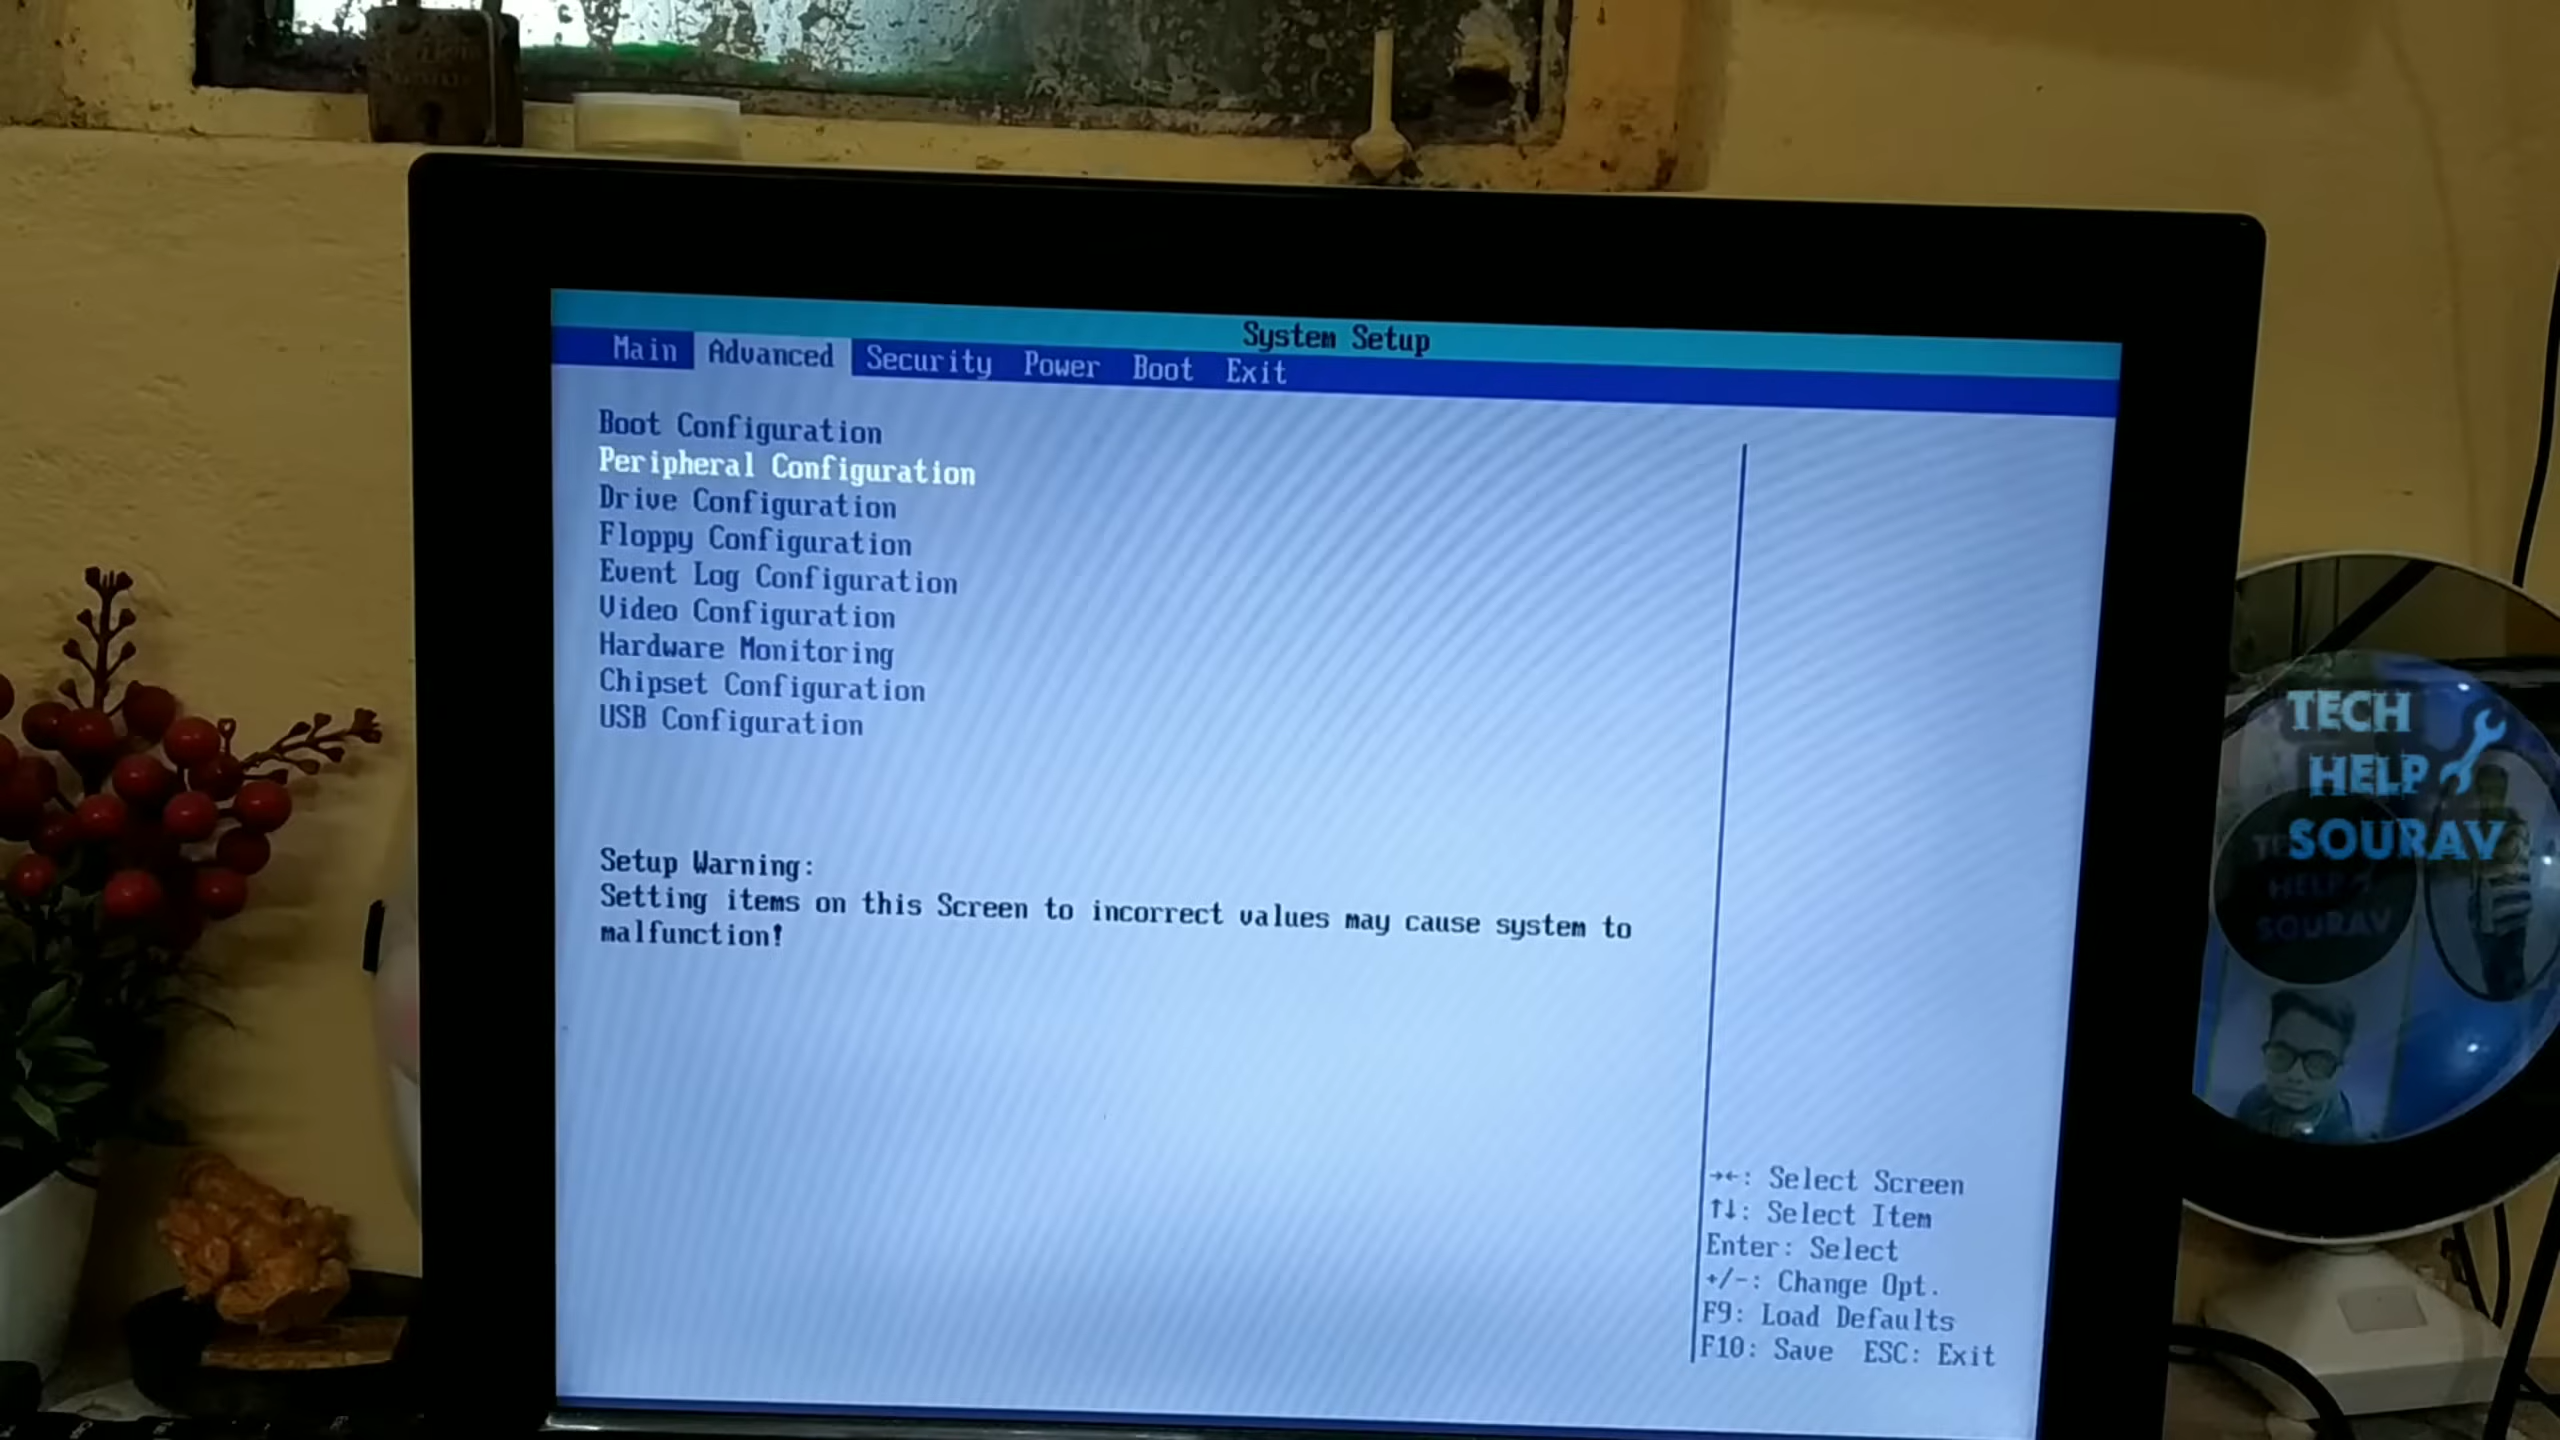 System Setup
Main Advanced Security Power Boot Exit
Boot Configuration
Peripheral Configuration
Drive Configuration
Floppy Configuration
Event Log Configuration
Video Configuration
Hardware Monitoring
Chipset Configuration
USB Configuration
Setup Warning:
Setting items on this Screen to incorrect values may cause system to
malfunction!
→←: Select Screen
↑↓: Select Item
Enter: Select
+/-: Change Opt.
F9: Load Defaults
F10: Save ESC: Exit
TECH
HELP
SOURAV
HELP
SOURAV